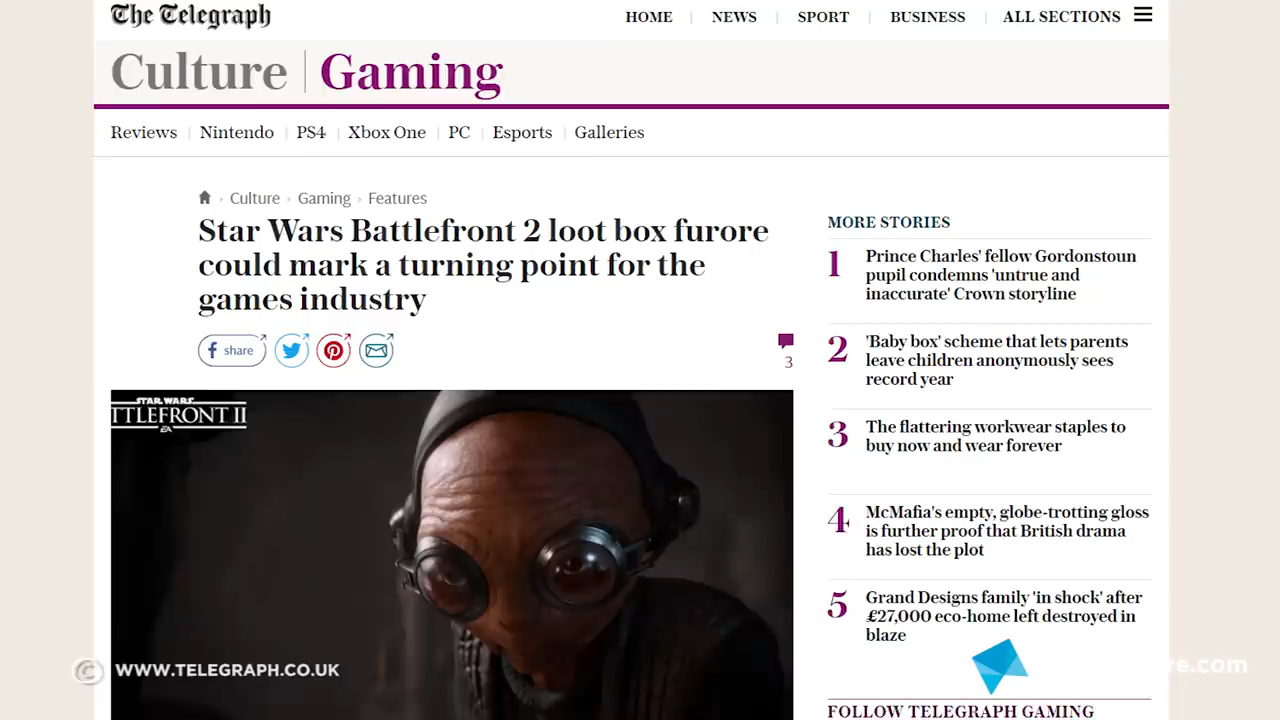 The Telegraph
HOME NEWS SPORT BUSINESS ALL SECTIONS
Culture Gaming
Reviews Nintendo PS4 Xbox One PC Esports Galleries
Culture › Gaming › Features
Star Wars Battlefront 2 loot box furore
could mark a turning point for the
games industry
share
3
STAR WARS
TTLEFRONT II
EA
MORE STORIES
1 Prince Charles' fellow Gordonstoun
pupil condemns 'untrue and
inaccurate' Crown storyline
2 'Baby box' scheme that lets parents
leave children anonymously sees
record year
3 The flattering workwear staples to
buy now and wear forever
4 McMafia's empty, globe-trotting gloss
is further proof that British drama
has lost the plot
5 Grand Designs family 'in shock' after
£27,000 eco-home left destroyed in
blaze
FOLLOW TELEGRAPH GAMING
© WWW.TELEGRAPH.CO.UK
re.com